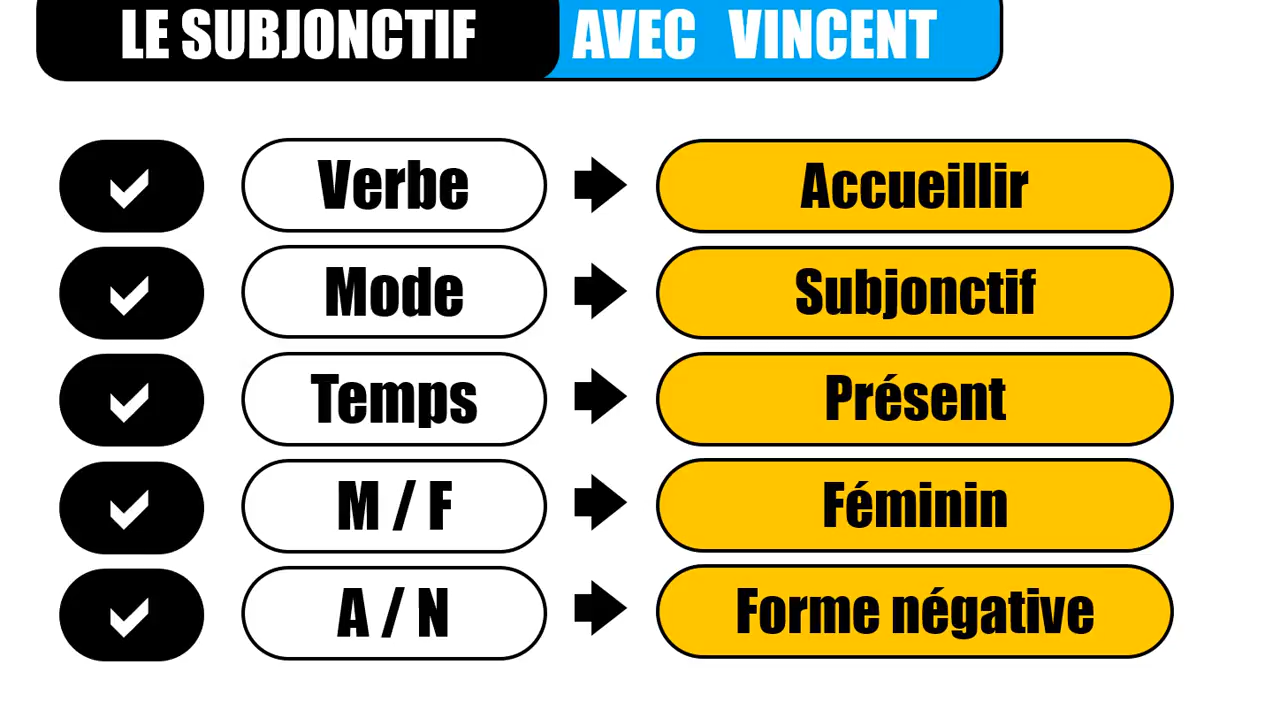 LE SUBJONCTIF AVEC VINCENT
Verbe Accueillir
Mode Subjonctif
Temps Présent
M / F Féminin
A / N Forme négative